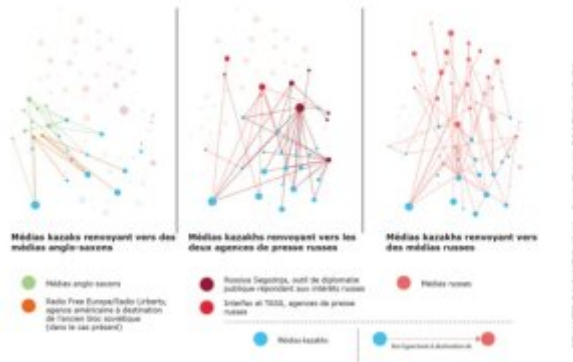 Médias kazaks renvoyant vers des
médias anglo-saxons
Médias kazakhs renvoyant vers les
deux agences de presse russes
Médias kazakhs renvoyant vers
des médias russes
Médias anglo-saxons
Radio Free Europe/Radio Liberty,
agence américaine à destination
de l'ancien bloc soviétique
(dans le cas présent)
Rossiya Segodnja, outil de diplomatie
publique répondant aux intérêts russes
Interfax et TASS, agences de presse
russes
Médias russes
Médias kazakhs